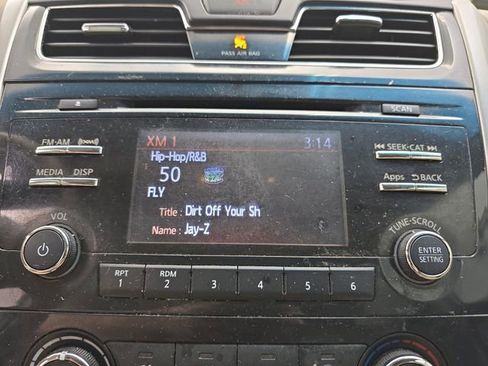 PASS AIR BAG
SCAN
FM·AM
XM 1 3:14
Hip-Hop/R&B
50
FLY
Title : Dirt Off Your Sh
Name : Jay-Z
MEDIA DISP
SEEK·CAT
Apps BACK
VOL
TUNE·SCROLL
ENTER
SETTING
RPT
1
RDM
2
3
4
5
6